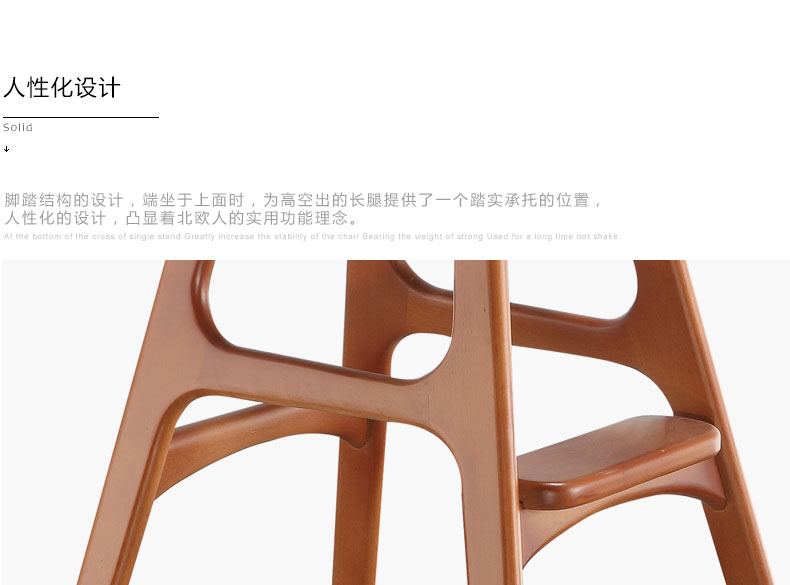 人性化设计
Solid
脚踏结构的设计，端坐于上面时，为高空出的长腿提供了一个踏实承托的位置，
人性化的设计，凸显着北欧人的实用功能理念。
At the bottom of the cross of single stand Greatly Increase the stability of the chair Bearing the weight of strong Used for a long time not shake.